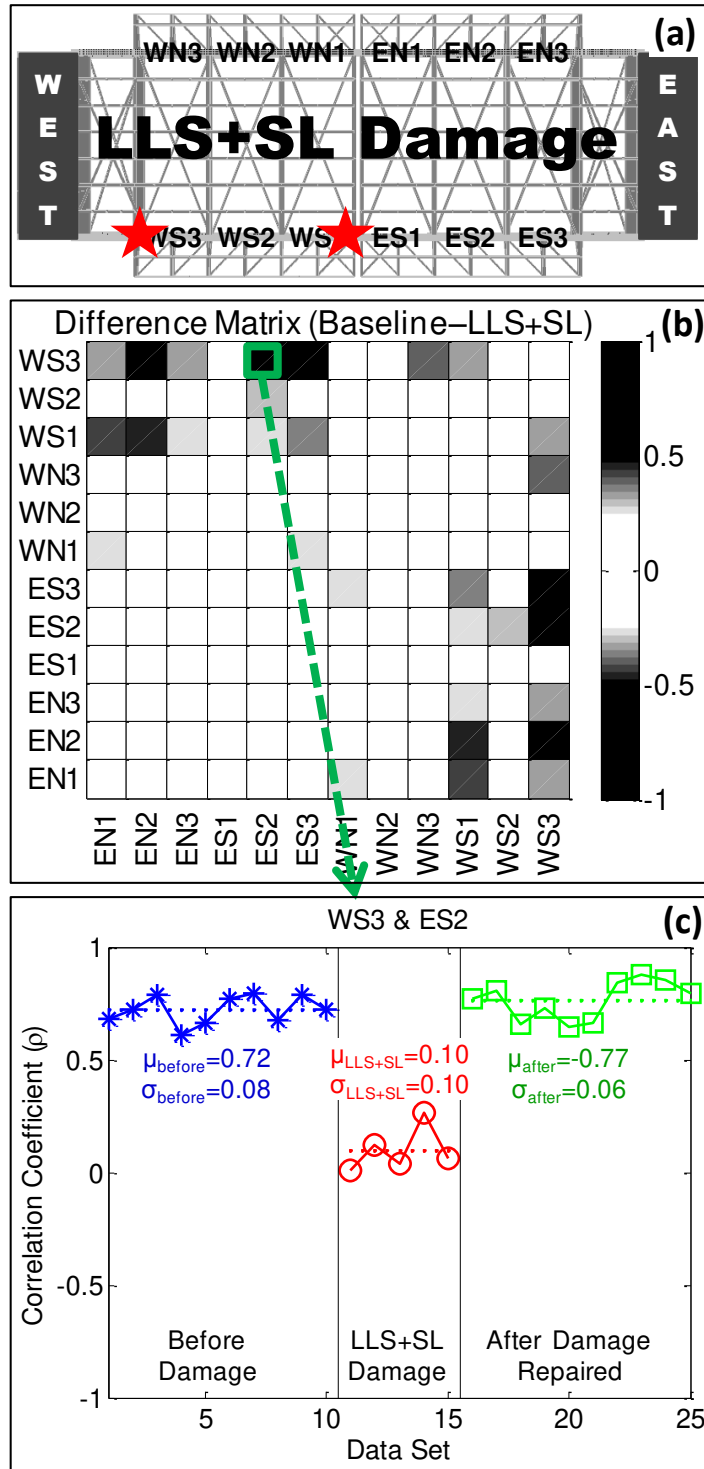 (a)
WN3 WN2 WN1 EN1 EN2 EN3
WEST
EAST
LLS+SL Damage
WS3 WS2 WS ES1 ES2 ES3
Difference Matrix (Baseline–LLS+SL)
(b)
WS3
WS2
WS1
WN3
WN2
WN1
ES3
ES2
ES1
EN3
EN2
EN1
EN1 EN2 EN3 ES1 ES2 ES3 WN1 WN2 WN3 WS1 WS2 WS3
1
0.5
0
-0.5
-1
WS3 & ES2
(c)
Correlation Coefficient (ρ)
1
0.5
0
-0.5
-1
μbefore=0.72
σbefore=0.08
μLLS+SL=0.10
σLLS+SL=0.10
μafter=-0.77
σafter=0.06
Before
Damage
LLS+SL
Damage
After Damage
Repaired
5 10 15 20 25
Data Set